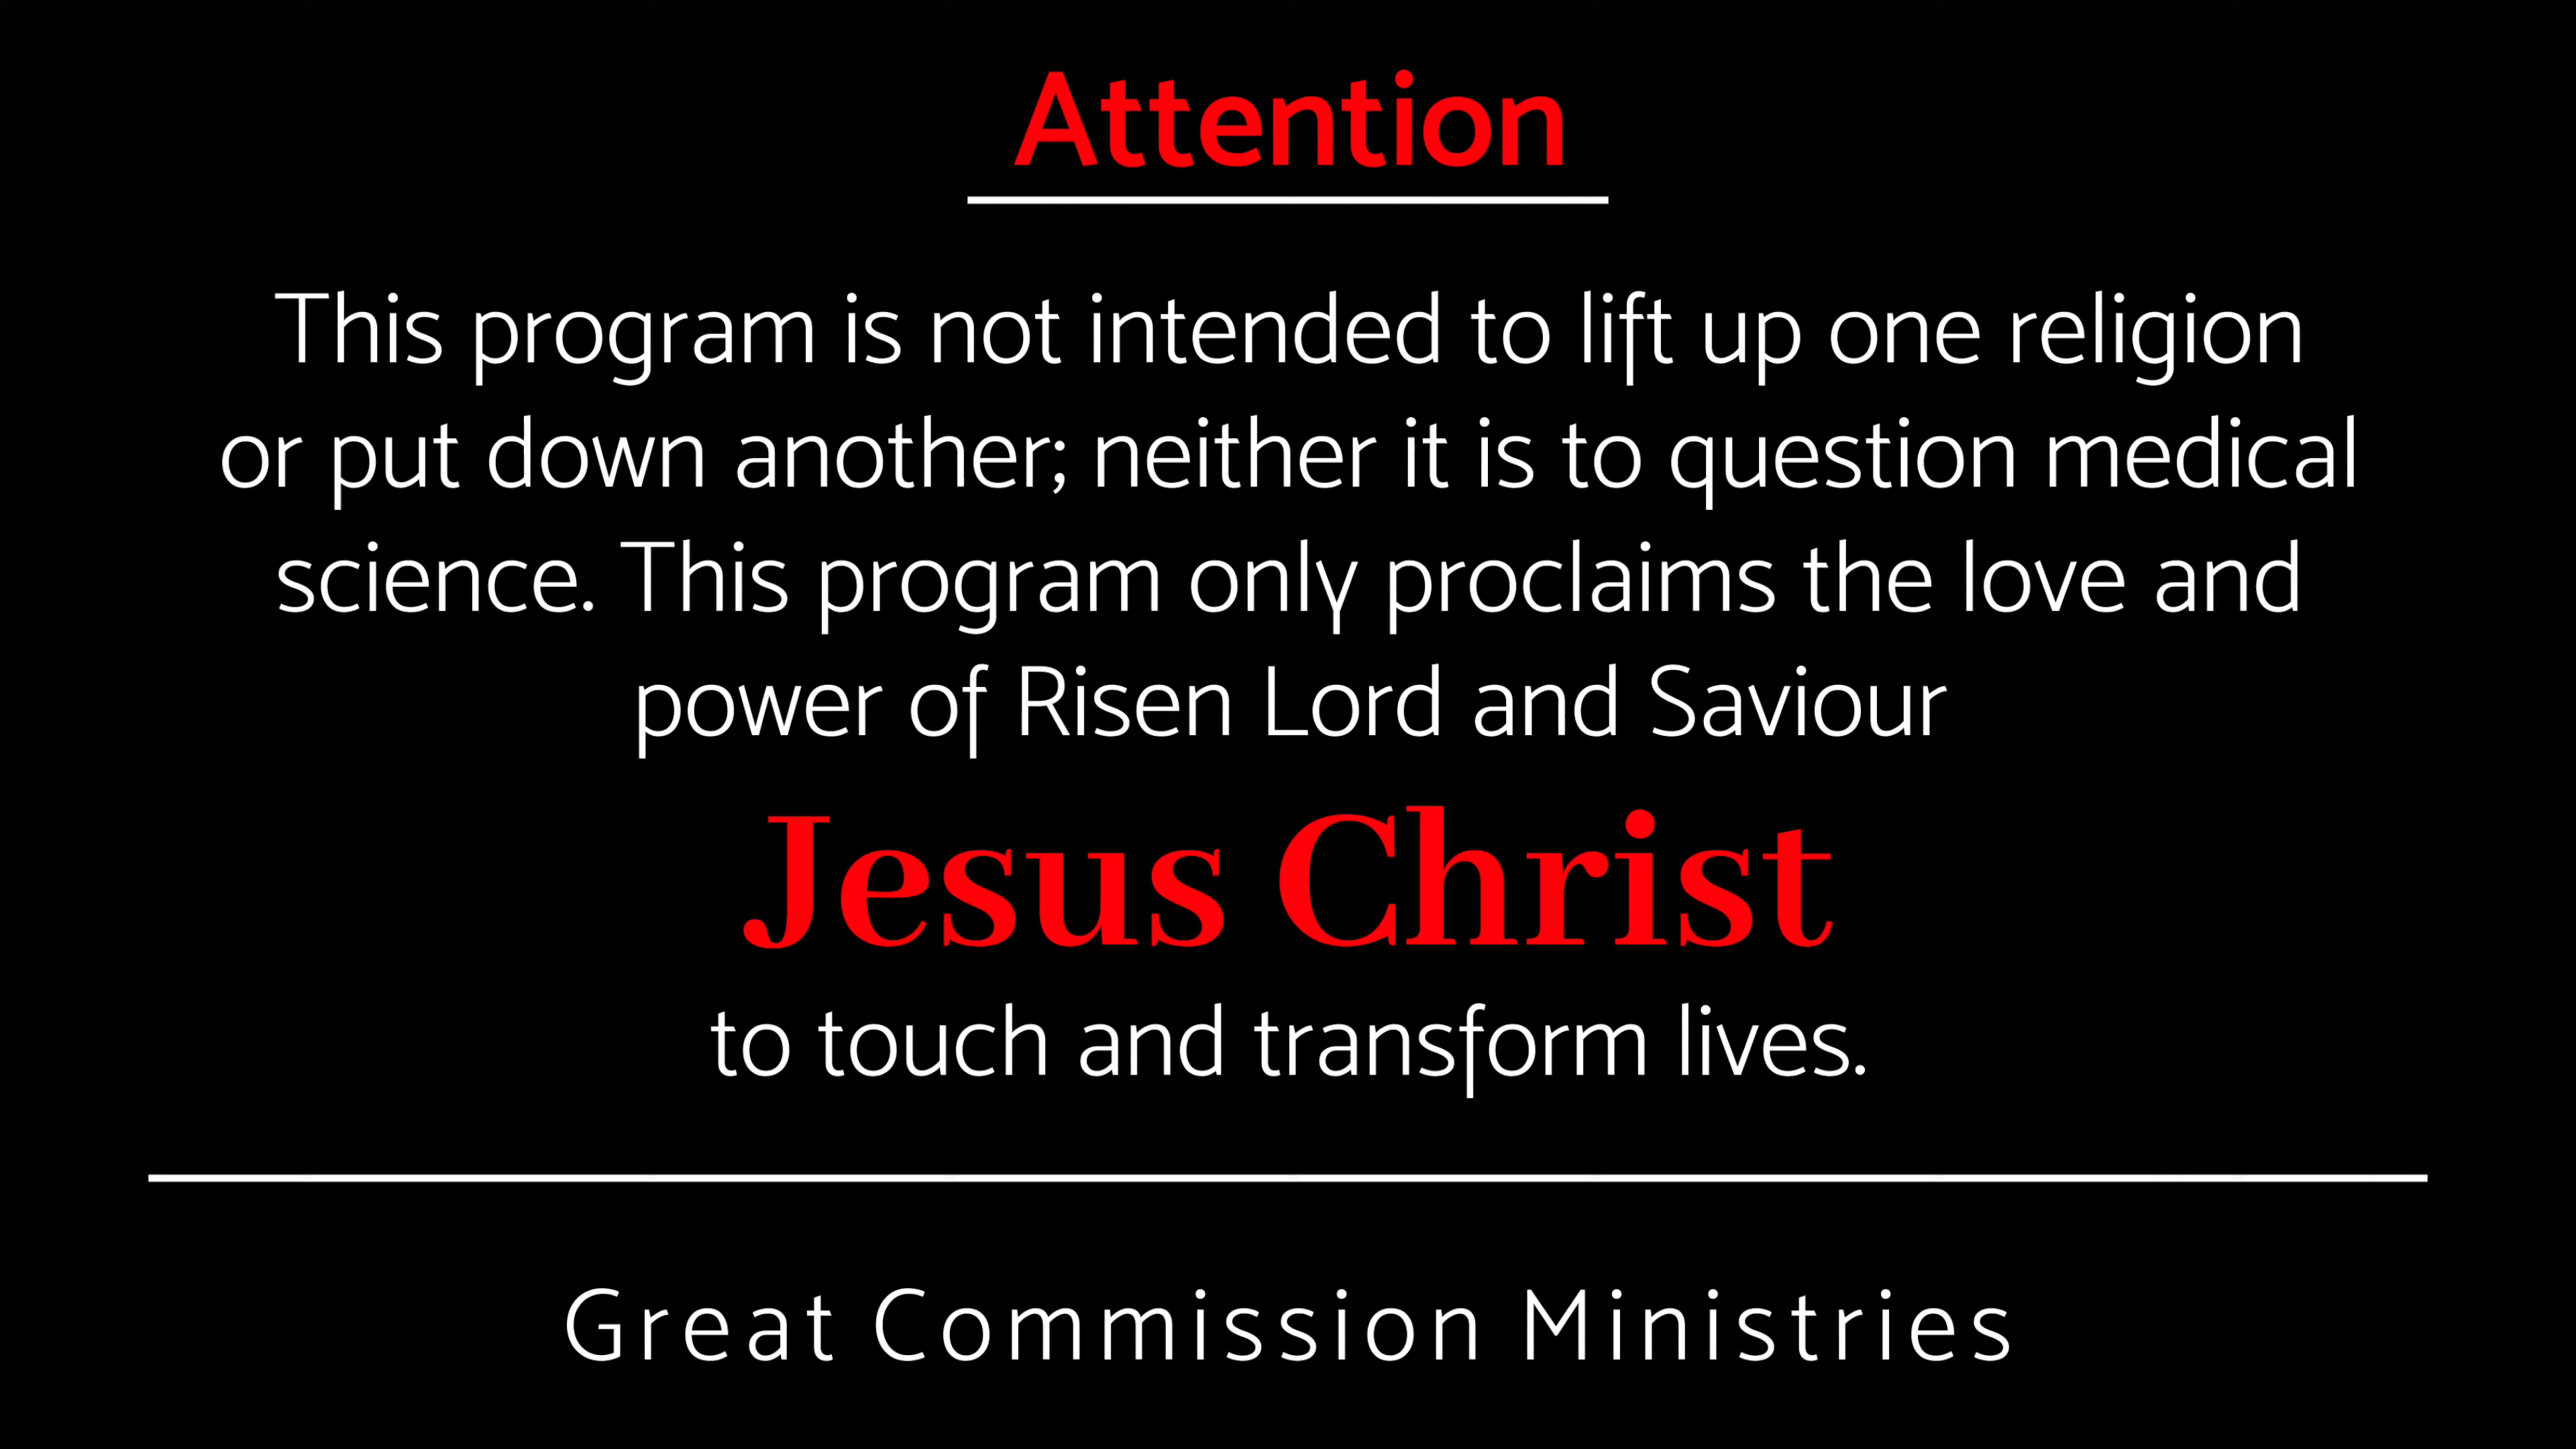 Attention
This program is not intended to lift up one religion
or put down another; neither it is to question medical
science. This program only proclaims the love and
power of Risen Lord and Saviour
Jesus Christ
to touch and transform lives.
Great Commission Ministries